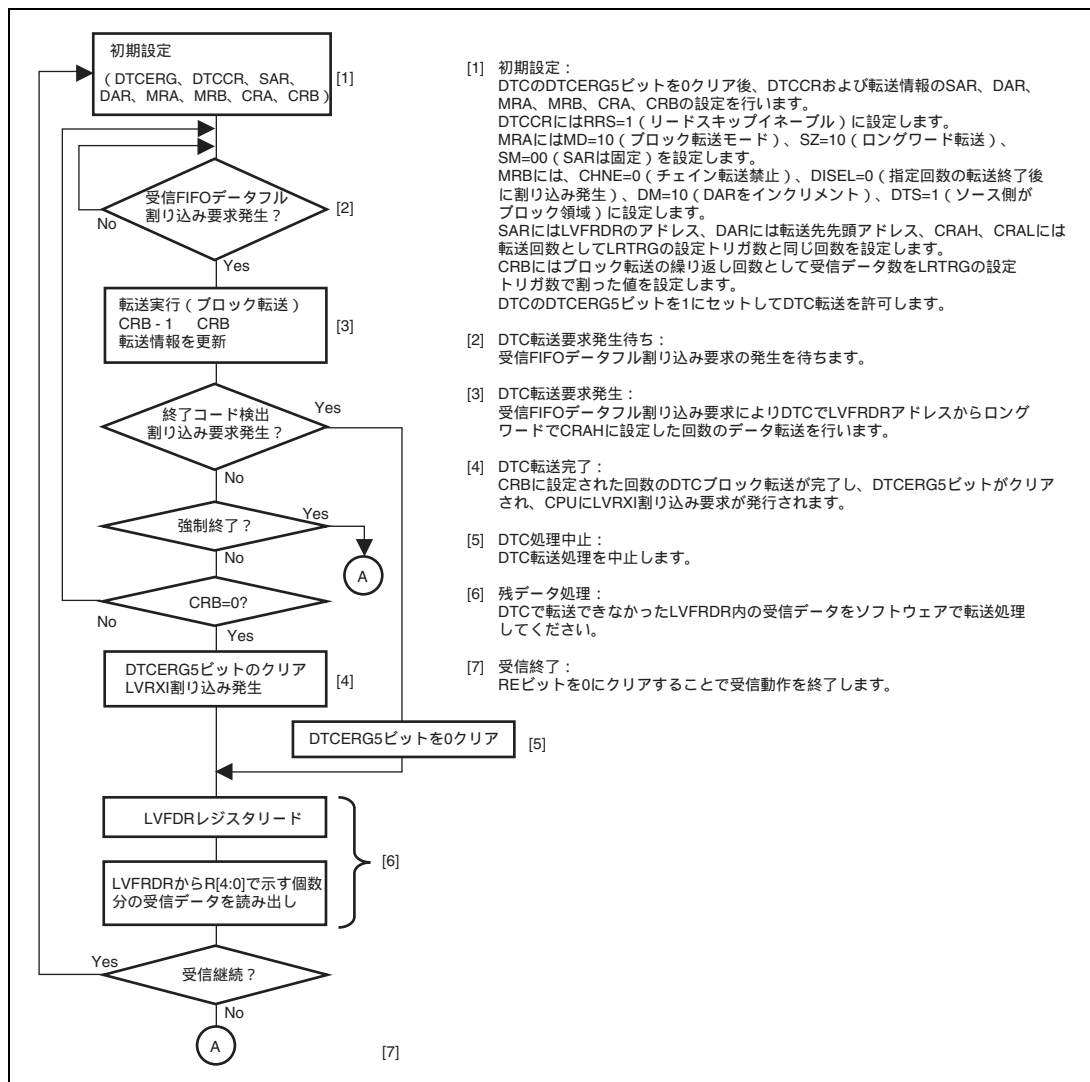 初期設定
（DTCERG、DTCCR、SAR、
DAR、MRA、MRB、CRA、CRB）
[1]
受信FIFOデータフル
割り込み要求発生？
[2]
No
Yes
転送実行（ブロック転送）
CRB - 1　CRB
転送情報を更新
[3]
終了コード検出
割り込み要求発生？
Yes
No
強制終了？
Yes
A
No
CRB=0?
No
Yes
DTCERG5ビットのクリア
LVRXI割り込み発生
[4]
DTCERG5ビットを0クリア
[5]
LVFDRレジスタリード
LVFRDRからR[4:0]で示す個数
分の受信データを読み出し
[6]
受信継続？
Yes
No
A
[7]
[1] 初期設定：
DTCのDTCERG5ビットを0クリア後、DTCCRおよび転送情報のSAR、DAR、
MRA、MRB、CRA、CRBの設定を行います。
DTCCRにはRRS=1（リードスキップイネーブル）に設定します。
MRAにはMD=10（ブロック転送モード）、SZ=10（ロングワード転送）、
SM=00（SARは固定）を設定します。
MRBには、CHNE=0（チェイン転送禁止）、DISEL=0（指定回数の転送終了後
に割り込み発生）、DM=10（DARをインクリメント）、DTS=1（ソース側が
ブロック領域）に設定します。
SARにはLVFRDRのアドレス、DARには転送先先頭アドレス、CRAH、CRALには
転送回数としてLRTRGの設定トリガ数と同じ回数を設定します。
CRBにはブロック転送の繰り返し回数として受信データ数をLRTRGの設定
トリガ数で割った値を設定します。
DTCのDTCERG5ビットを1にセットしてDTC転送を許可します。
[2] DTC転送要求発生待ち：
受信FIFOデータフル割り込み要求の発生を待ちます。
[3] DTC転送要求発生：
受信FIFOデータフル割り込み要求によりDTCでLVFRDRアドレスからロング
ワードでCRAHに設定した回数のデータ転送を行います。
[4] DTC転送完了：
CRBに設定された回数のDTCブロック転送が完了し、DTCERG5ビットがクリア
され、CPUにLVRXI割り込み要求が発行されます。
[5] DTC処理中止：
DTC転送処理を中止します。
[6] 残データ処理：
DTCで転送できなかったLVFRDR内の受信データをソフトウェアで転送処理
してください。
[7] 受信終了：
REビットを0にクリアすることで受信動作を終了します。